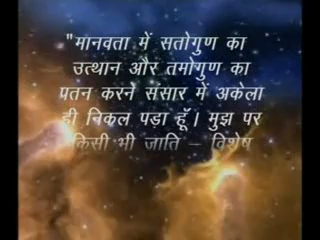 "मानवता में सतोगुण का
उत्थान और तमोगुण का
पतन करने संसार में अकेला
ही निकल पड़ा हूँ। मुझ पर
किसी भी जाति – विशेष